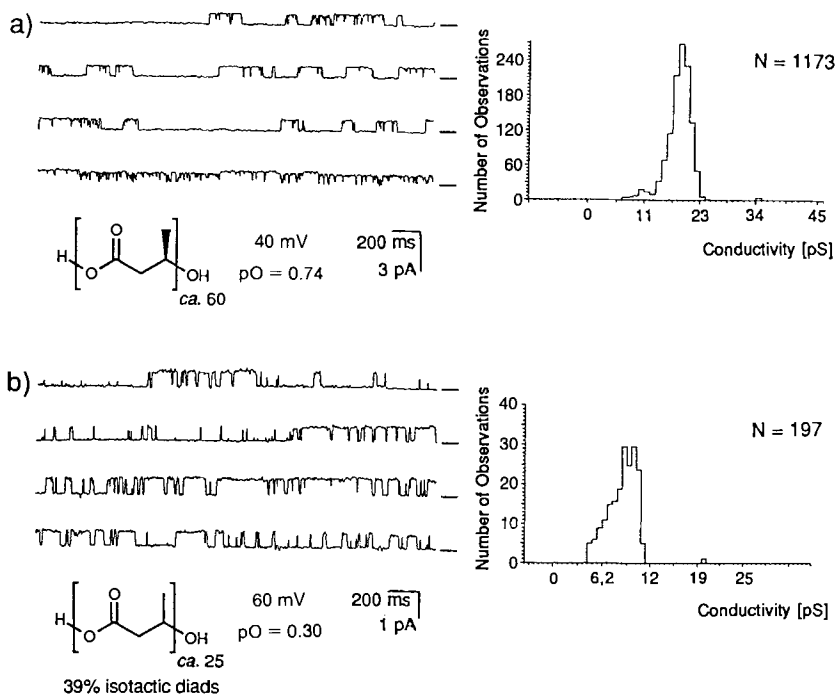 a)
Number of Observations
240
180
120
60
0
N = 1173
0 11 23 34 45
Conductivity [pS]
H
O
O
OH
ca. 60
40 mV
pO = 0.74
200 ms
3 pA
b)
Number of Observations
40
30
20
10
0
N = 197
0 6,2 12 19 25
Conductivity [pS]
H
O
O
OH
ca. 25
60 mV
pO = 0.30
200 ms
1 pA
39% isotactic diads